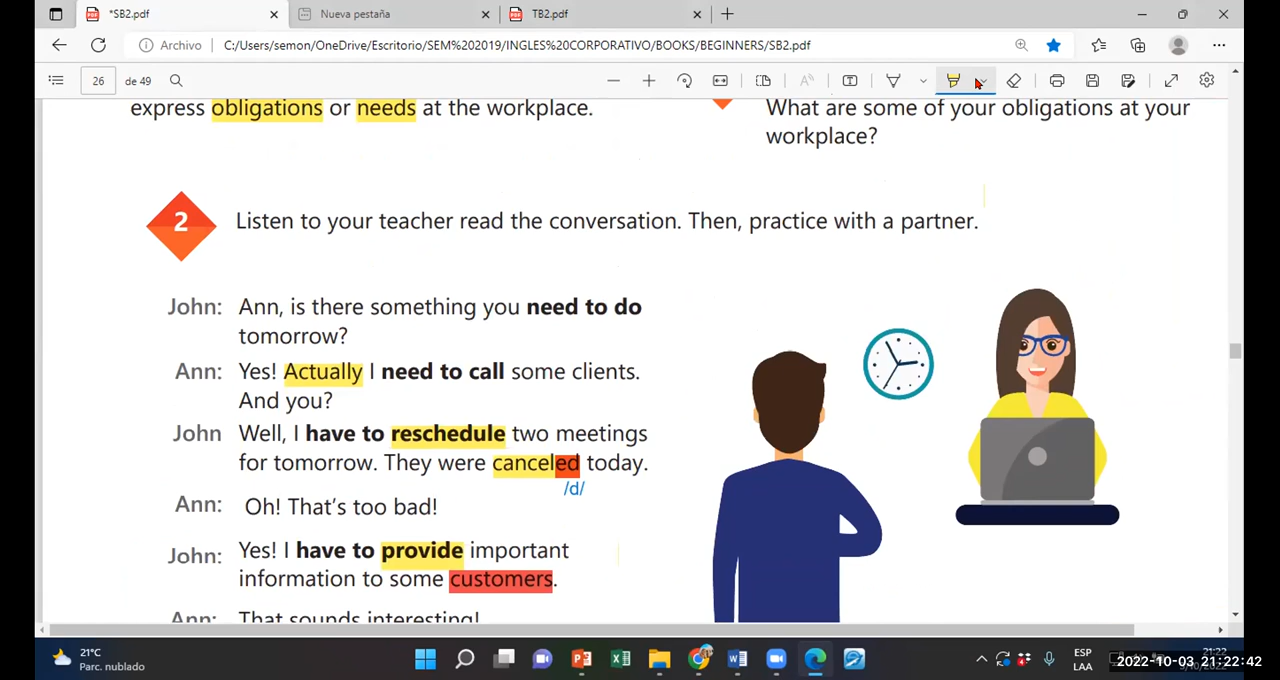 *SB2.pdf
Nueva pestaña
TB2.pdf
Archivo
C:/Users/semon/OneDrive/Escritorio/SEM%202019/INGLES%20CORPORATIVO/BOOKS/BEGINNERS/SB2.pdf
26 de 49
express obligations or needs at the workplace.
What are some of your obligations at your
workplace?
2
Listen to your teacher read the conversation. Then, practice with a partner.
John: Ann, is there something you need to do
tomorrow?
Ann: Yes! Actually I need to call some clients.
And you?
John Well, I have to reschedule two meetings
for tomorrow. They were canceled today.
/d/
Ann: Oh! That's too bad!
John: Yes! I have to provide important
information to some customers.
Ann: That sounds interesting!
21°C
Parc. nublado
ESP
LAA
21:22
2022-10-03 21:22:42